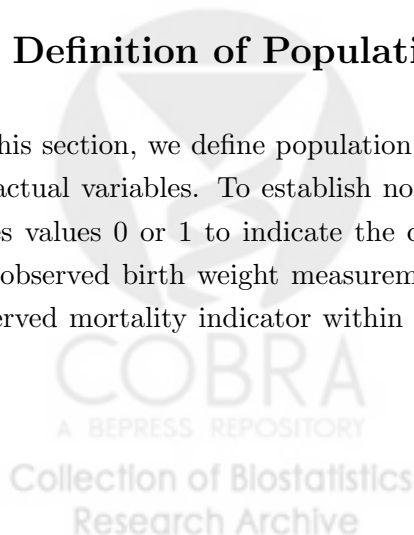 Definition of Populati
his section, we define population
actual variables. To establish no
es values 0 or 1 to indicate the
observed birth weight measurem
erved mortality indicator within
COBRA
A BEPRESS REPOSITORY
Collection of Biostatistics
Research Archive